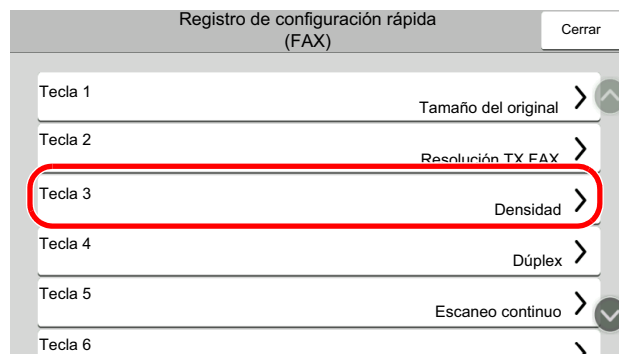 Registro de configuración rápida
(FAX)
Cerrar
Tecla 1
Tamaño del original
Tecla 2
Resolución TX FAX
Tecla 3
Densidad
Tecla 4
Dúplex
Tecla 5
Escaneo continuo
Tecla 6